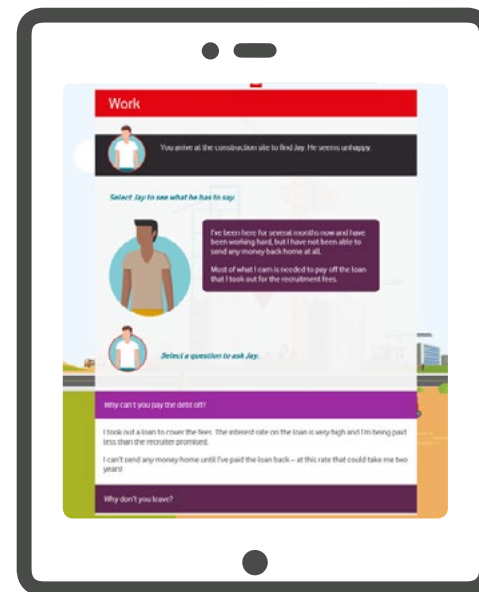 Work
You arrive at the construction site to find Jay. He seems unhappy.
Select Jay to see what he has to say
I've been here for several months now and have
been working hard, but I have not been able to
send any money back home at all.
Most of what I earn is needed to pay off the loan
that I took out for the recruitment fees.
Select a question to ask Jay.
Why can't you pay the debt off?
I took out a loan to cover the fees. The interest rate on the loan is very high and I'm being paid
less than the recruiter promised.
I can't send any money home until I've paid the loan back – at this rate that could take me two
years!
Why don't you leave?